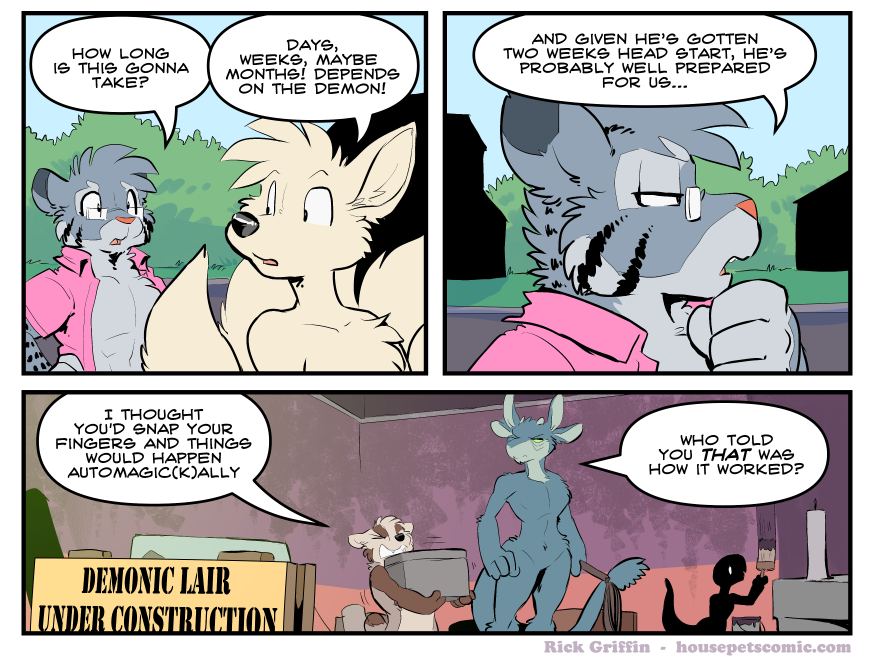 HOW LONG
IS THIS GONNA
TAKE?
DAYS,
WEEKS, MAYBE
MONTHS! DEPENDS
ON THE DEMON!
AND GIVEN HE'S GOTTEN
TWO WEEKS HEAD START, HE'S
PROBABLY WELL PREPARED
FOR US...
I THOUGHT
YOU'D SNAP YOUR
FINGERS AND THINGS
WOULD HAPPEN
AUTOMAGIC(K)ALLY
WHO TOLD
YOU THAT WAS
HOW IT WORKED?
DEMONIC LAIR
UNDER CONSTRUCTION
Rick Griffin - housepetscomic.com